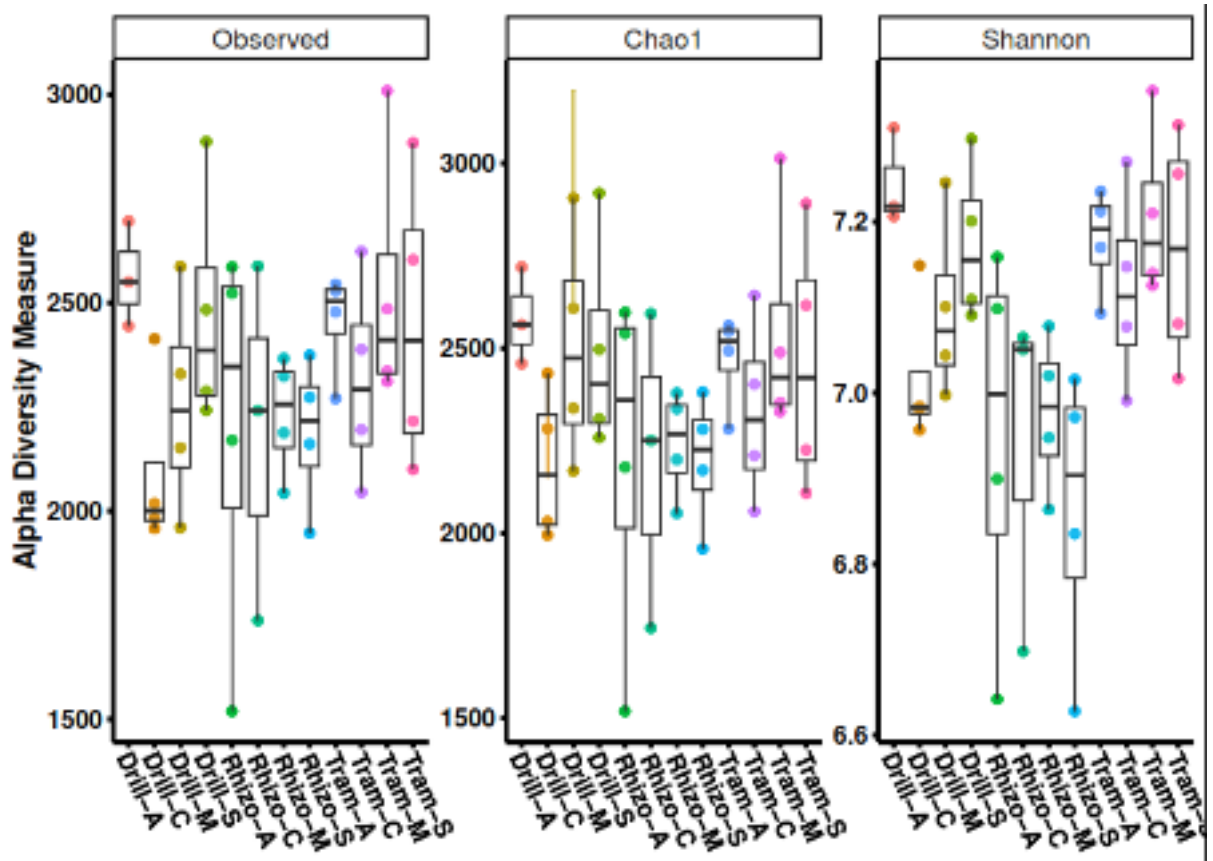 Observed
Chao1
Shannon
Alpha Diversity Measure
3000
2500
2000
1500
3000
2500
2000
1500
7.2
7.0
6.8
6.6
Drill–A
Drill–C
Drill–M
Drill–S
Rhizo–A
Rhizo–C
Rhizo–M
Rhizo–S
Tram–A
Tram–C
Tram–M
Tram–S
Drill–A
Drill–C
Drill–M
Drill–S
Rhizo–A
Rhizo–C
Rhizo–M
Rhizo–S
Tram–A
Tram–C
Tram–M
Tram–S
Drill–A
Drill–C
Drill–M
Drill–S
Rhizo–A
Rhizo–C
Rhizo–M
Rhizo–S
Tram–A
Tram–C
Tram–M
Tram–S